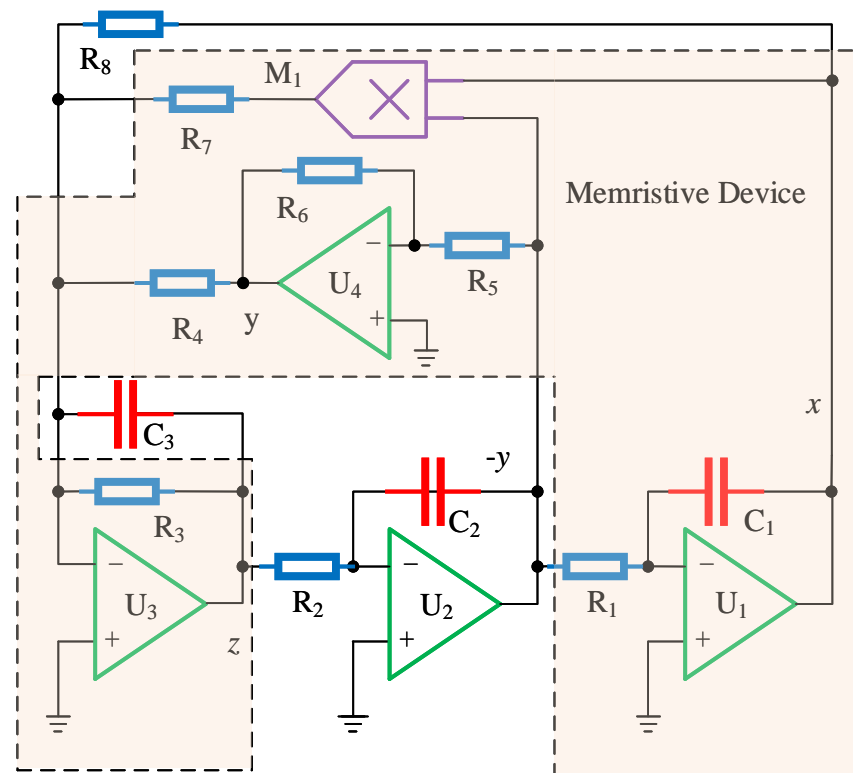 R8
M1
R7
Memristive Device
R6
−
R5
U4
R4
y
+
x
C3
-y
R3
C2
C1
−
−
−
U3
R2
U2
R1
U1
+
z
+
+